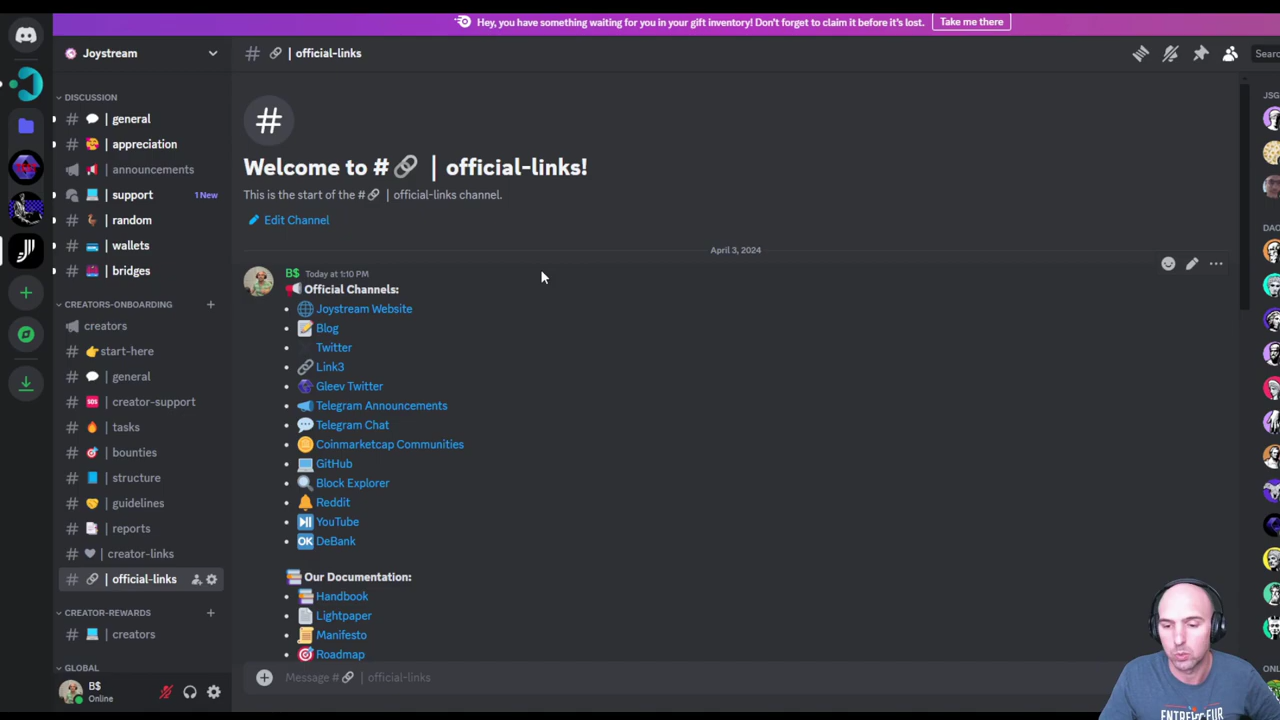 Hey, you have something waiting for you in your gift inventory! Don't forget to claim it before it's lost.
Take me there
Joystream
DISCUSSION
general
appreciation
announcements
support
1 New
random
wallets
bridges
CREATORS-ONBOARDING
creators
start-here
general
creator-support
tasks
bounties
structure
guidelines
reports
creator-links
official-links
CREATOR-REWARDS
creators
GLOBAL
B$
Online
# | official-links
Welcome to # | official-links!
This is the start of the # | official-links channel.
Edit Channel
April 3, 2024
B$ Today at 1:10 PM
Official Channels:
Joystream Website
Blog
Twitter
Link3
Gleev Twitter
Telegram Announcements
Telegram Chat
Coinmarketcap Communities
GitHub
Block Explorer
Reddit
YouTube
DeBank
Our Documentation:
Handbook
Lightpaper
Manifesto
Roadmap
Message # | official-links
Searc
JSG
DAO
ONL